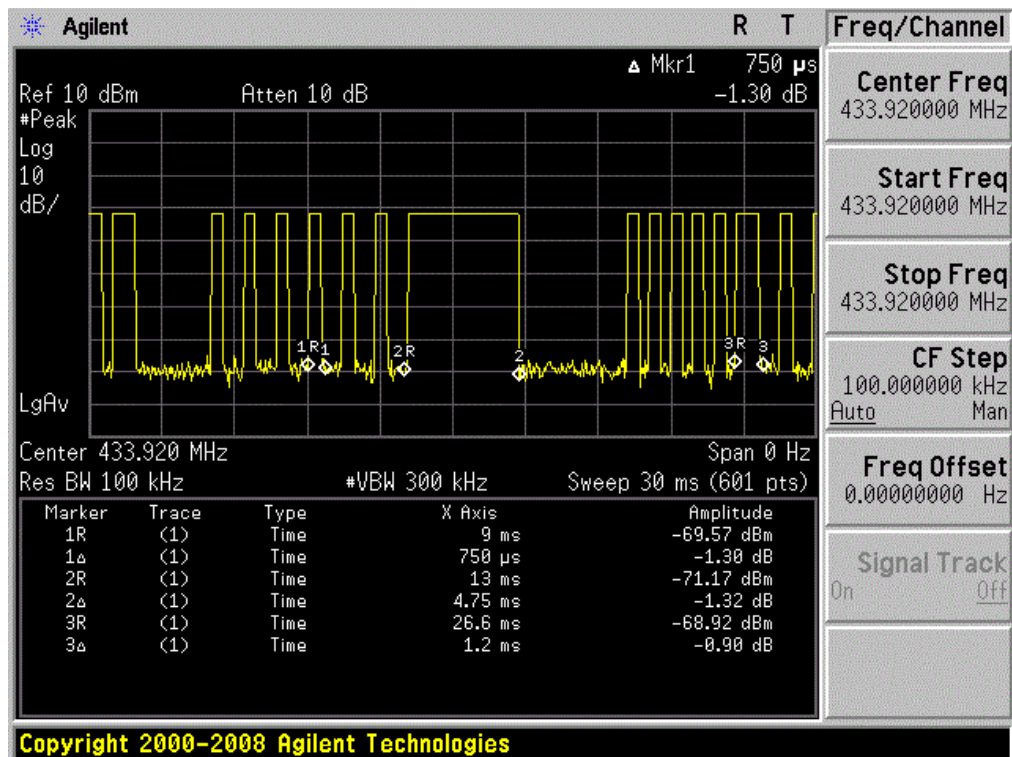 Agilent R T Freq/Channel
Δ Mkr1 750 µs
Ref 10 dBm Atten 10 dB -1.30 dB
#Peak
Log
10
dB/
1R 1 2R 2 3R 3
LgAv
Center 433.920 MHz Span 0 Hz
Res BW 100 kHz #VBW 300 kHz Sweep 30 ms (601 pts)
Marker Trace Type X Axis Amplitude
1R (1) Time 9 ms -69.57 dBm
1Δ (1) Time 750 µs -1.30 dB
2R (1) Time 13 ms -71.17 dBm
2Δ (1) Time 4.75 ms -1.32 dB
3R (1) Time 26.6 ms -68.92 dBm
3Δ (1) Time 1.2 ms -0.90 dB
Center Freq
433.920000 MHz
Start Freq
433.920000 MHz
Stop Freq
433.920000 MHz
CF Step
100.000000 kHz
Auto Man
Freq Offset
0.00000000 Hz
Signal Track
On Off
Copyright 2000-2008 Agilent Technologies